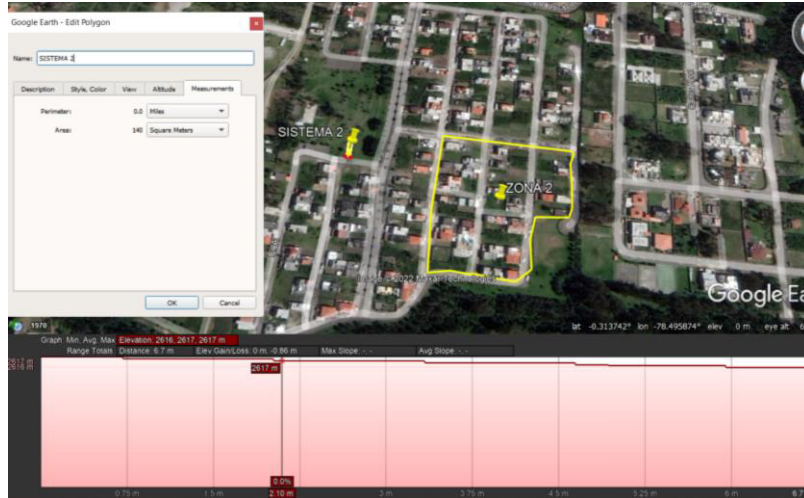 Google Earth - Edit Polygon
Name: SISTEMA 2
Description Style, Color View Altitude Measurements
Perimeter: 0.0 Miles
Area: 140 Square Meters
OK Cancel
SISTEMA 2
ZONA 2
Google Ea
1970
lat -0.313742° lon -78.495874° elev 0 m eye alt 6
Graph Min, Avg, Max Elevation: 2616, 2617, 2617 m
Range Totals Distance: 6.7 m Elev Gain/Loss: 0 m, -0.86 m Max Slope: -, - Avg Slope -, -
2617 m
2616 m
2617 m
0.0%
0.75 m 1.5 m 2.10 m 3 m 3.75 m 4.5 m 5.25 m 6 m